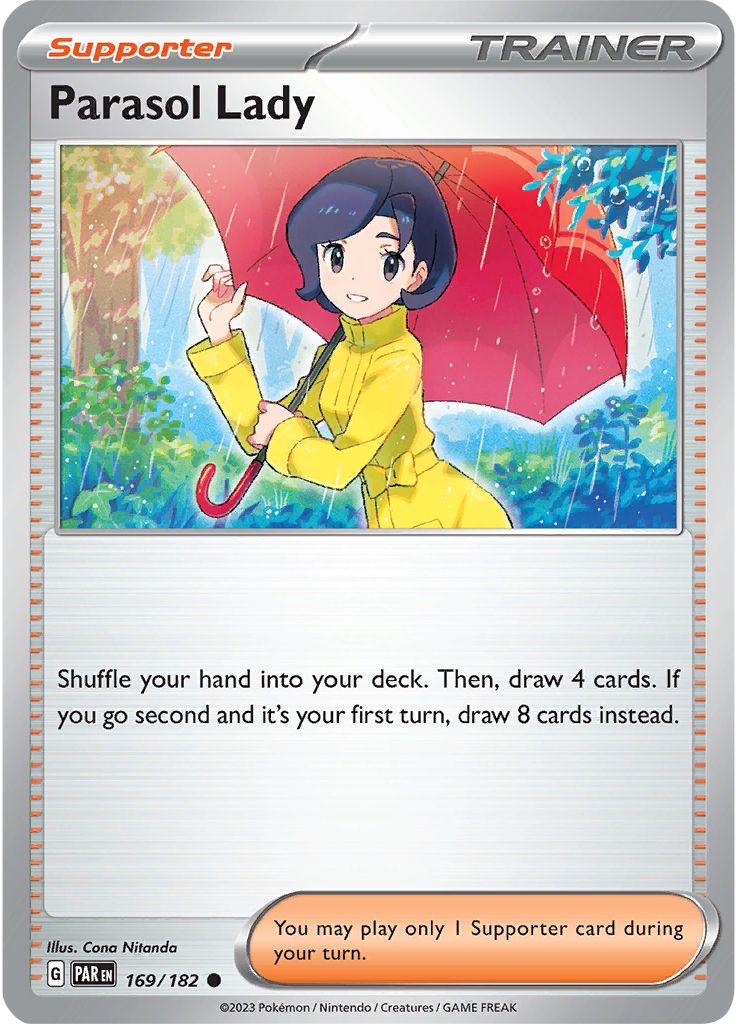 Supporter
TRAINER
Parasol Lady
Shuffle your hand into your deck. Then, draw 4 cards. If
you go second and it's your first turn, draw 8 cards instead.
You may play only 1 Supporter card during
your turn.
Illus. Cona Nitanda
G PAR EN 169/182
©2023 Pokémon / Nintendo / Creatures / GAME FREAK